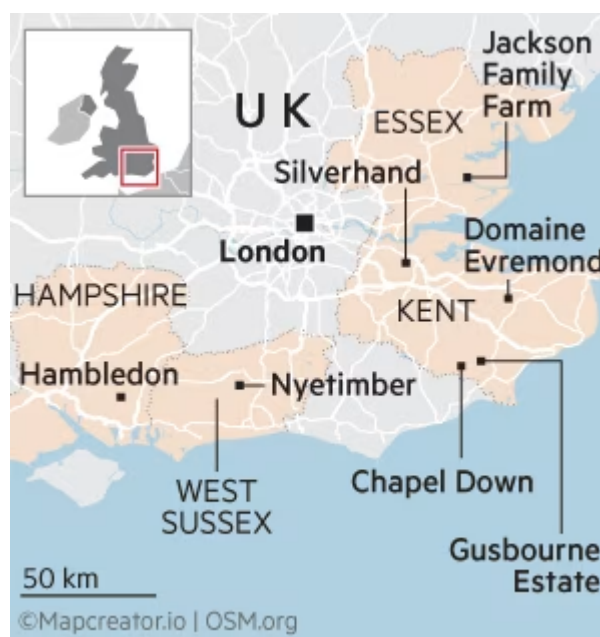 Jackson
Family
Farm
UK
ESSEX
Silverhand
London
Domaine
Evremond
HAMPSHIRE
KENT
Hambledon
Nyetimber
WEST
SUSSEX
Chapel Down
Gusbourne
Estate
50 km
©Mapcreator.io | OSM.org